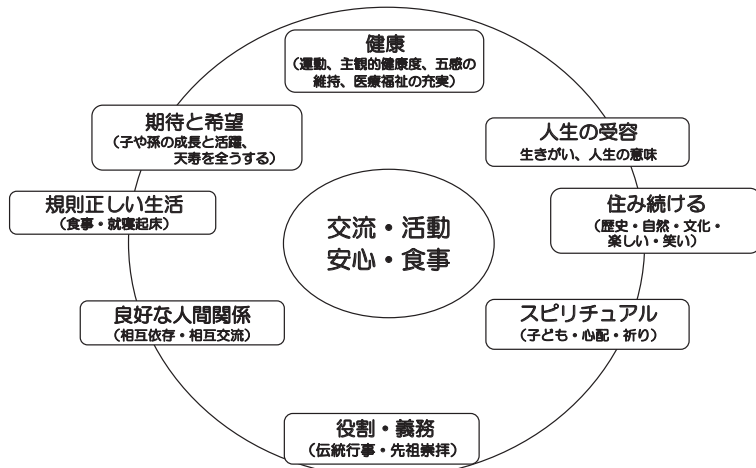 健康
（運動、主観的健康度、五感の
維持、医療福祉の充実）
期待と希望
（子や孫の成長と活躍、
天寿を全うする）
人生の受容
生きがい、人生の意味
規則正しい生活
（食事・就寝起床）
住み続ける
（歴史・自然・文化・
楽しい・笑い）
交流・活動
安心・食事
良好な人間関係
（相互依存・相互交流）
スピリチュアル
（子ども・心配・祈り）
役割・義務
（伝統行事・先祖崇拝）